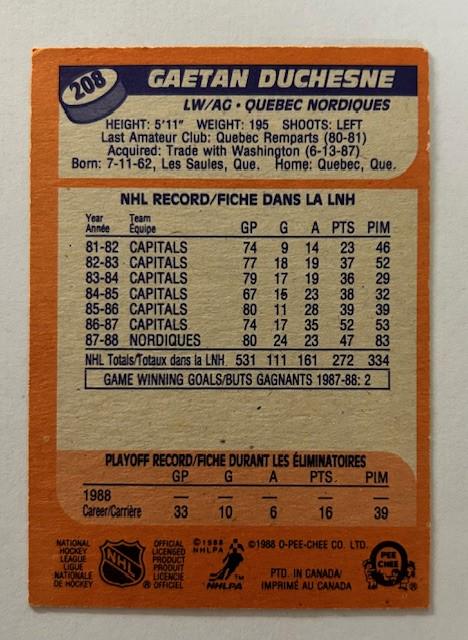 208
GAETAN DUCHESNE
LW/AG • QUEBEC NORDIQUES
HEIGHT: 5'11" WEIGHT: 195 SHOOTS: LEFT
Last Amateur Club: Quebec Remparts (80-81)
Acquired: Trade with Washington (6-13-87)
Born: 7-11-62, Les Saules, Que. Home: Quebec, Que.
NHL RECORD/FICHE DANS LA LNH
Year Team
Année Équipe GP G A PTS PIM
81-82 CAPITALS 74 9 14 23 46
82-83 CAPITALS 77 18 19 37 52
83-84 CAPITALS 79 17 19 36 29
84-85 CAPITALS 67 15 23 38 32
85-86 CAPITALS 80 11 28 39 39
86-87 CAPITALS 74 17 35 52 53
87-88 NORDIQUES 80 24 23 47 83
NHL Totals/Totaux dans la LNH 531 111 161 272 334
GAME WINNING GOALS/BUTS GAGNANTS 1987-88: 2
PLAYOFF RECORD/FICHE DURANT LES ÉLIMINATOIRES
GP G A PTS. PIM
1988 — — — — —
Career/Carrière 33 10 6 16 39
NATIONAL
HOCKEY
LEAGUE
LIGUE
NATIONALE
DE HOCKEY
NHL
®
OFFICIAL
LICENSED
PRODUCT
PRODUIT
LICENCIE
OFFICIEL
©1988
NHLPA
TM
NHLPA
©1988 O-PEE-CHEE CO. LTD.
PTD. IN CANADA/
IMPRIMÉ AU CANADA
O
PEE
CHEE
®